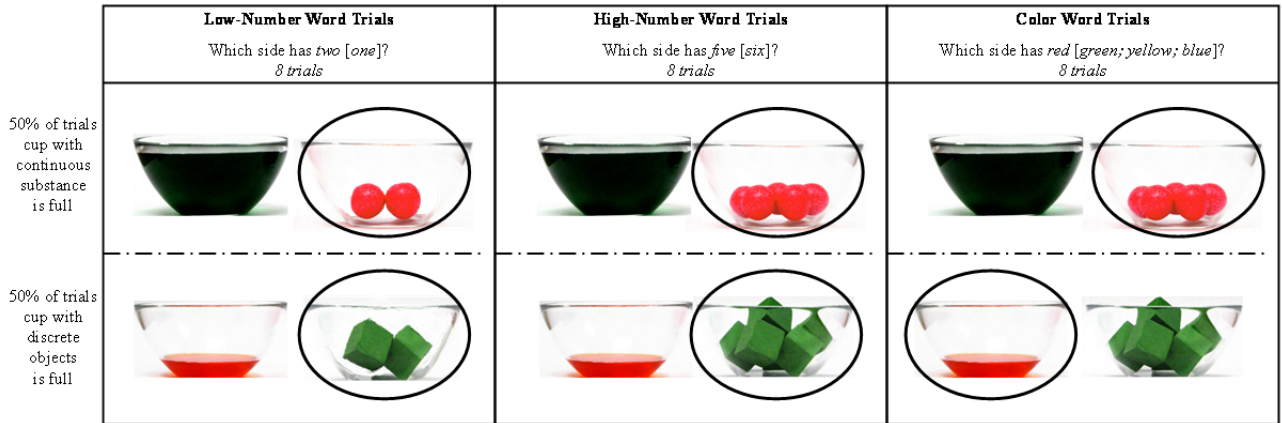 Low-Number Word Trials
Which side has two [one]?
8 trials
High-Number Word Trials
Which side has five [six]?
8 trials
Color Word Trials
Which side has red [green; yellow; blue]?
8 trials
50% of trials
cup with
continuous
substance
is full
50% of trials
cup with
discrete
objects
is full